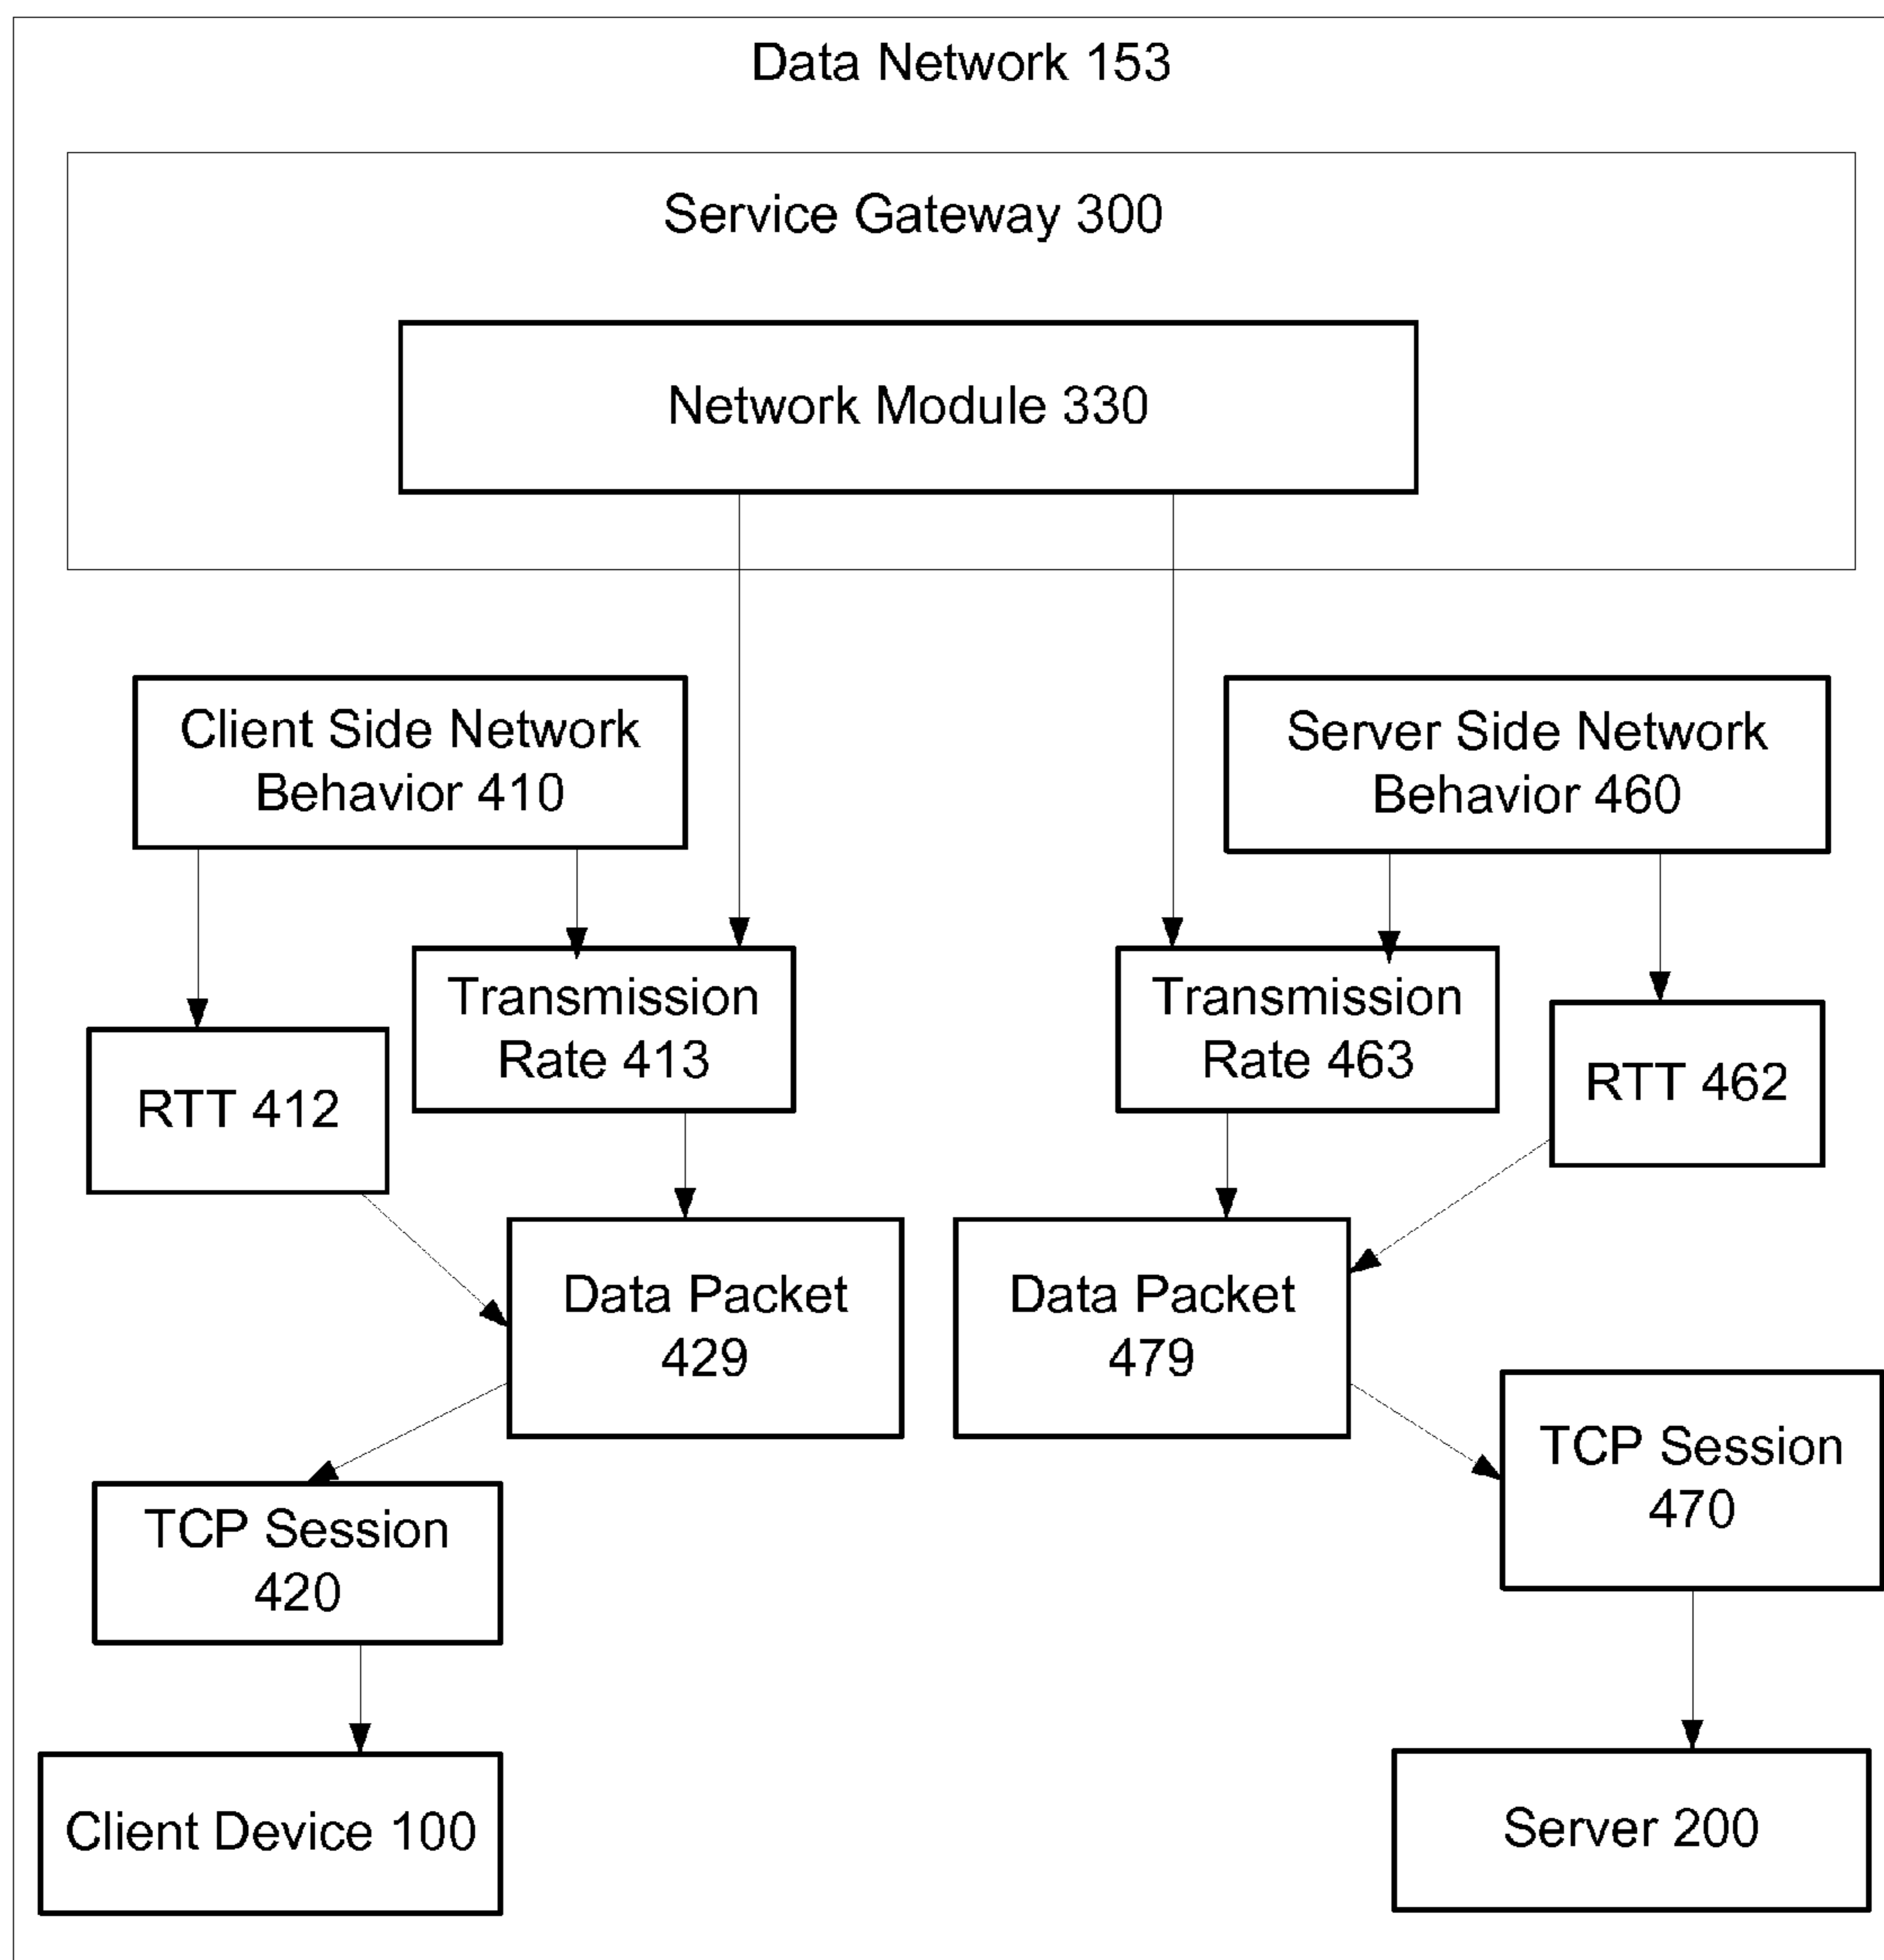 Data Network 153
Service Gateway 300
Network Module 330
Client Side Network
Behavior 410
Server Side Network
Behavior 460
Transmission
Rate 413
Transmission
Rate 463
RTT 412
RTT 462
Data Packet
429
Data Packet
479
TCP Session
470
TCP Session
420
Client Device 100
Server 200